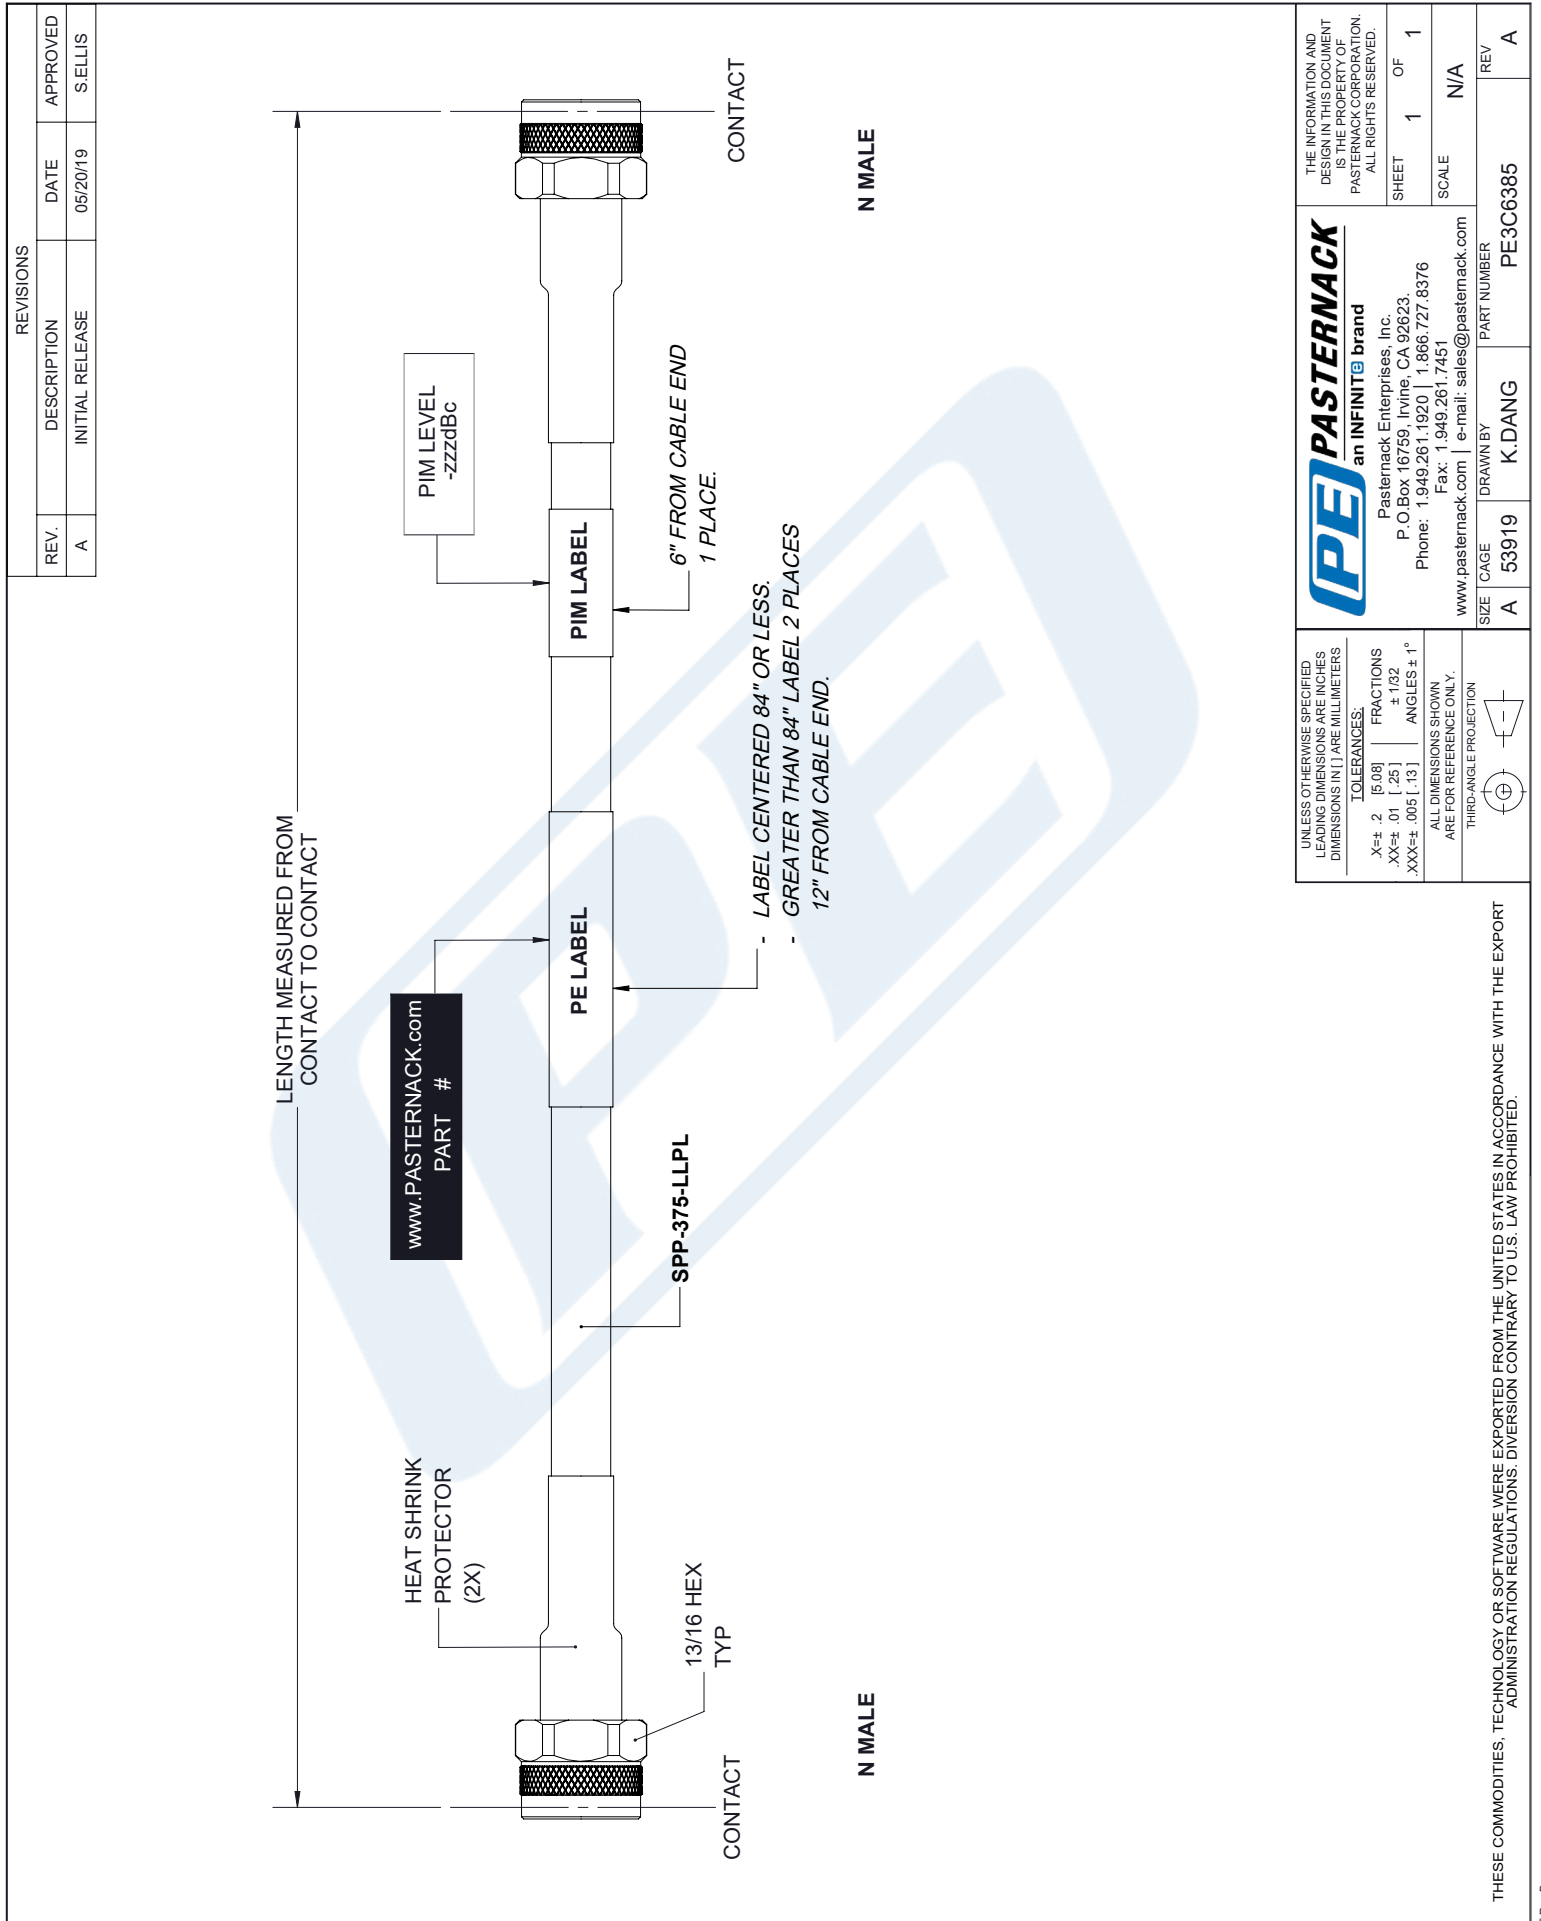 REVISIONS
REV. DESCRIPTION DATE APPROVED
A INITIAL RELEASE 05/20/19 S.ELLIS
LENGTH MEASURED FROM
CONTACT TO CONTACT
HEAT SHRINK
PROTECTOR
(2X)
www.PASTERNACK.com
PART #
PIM LEVEL
-zzzdBc
PE LABEL
PIM LABEL
CONTACT
13/16 HEX
TYP
SPP-375-LLPL
- LABEL CENTERED 84" OR LESS.
- GREATER THAN 84" LABEL 2 PLACES
12" FROM CABLE END.
6" FROM CABLE END
1 PLACE.
CONTACT
N MALE
N MALE
UNLESS OTHERWISE SPECIFIED
LEADING DIMENSIONS ARE INCHES
DIMENSIONS IN [ ] ARE MILLIMETERS
TOLERANCES:
.X=± .2 [5.08] FRACTIONS
.XX=± .01 [ .25] ± 1/32
.XXX=± .005 [ .13] ANGLES ± 1°
ALL DIMENSIONS SHOWN
ARE FOR REFERENCE ONLY.
THIRD-ANGLE PROJECTION
PE PASTERNACK
an INFINITe brand
Pasternack Enterprises, Inc.
P.O.Box 16759, Irvine, CA 92623.
Phone: 1.949.261.1920 | 1.866.727.8376
Fax: 1.949.261.7451
www.pasternack.com | e-mail: sales@pasternack.com
THE INFORMATION AND
DESIGN IN THIS DOCUMENT
IS THE PROPERTY OF
PASTERNACK CORPORATION.
ALL RIGHTS RESERVED.
SHEET 1 OF 1
SCALE N/A
SIZE CAGE DRAWN BY PART NUMBER REV
A 53919 K.DANG PE3C6385 A
THESE COMMODITIES, TECHNOLOGY OR SOFTWARE WERE EXPORTED FROM THE UNITED STATES IN ACCORDANCE WITH THE EXPORT
ADMINISTRATION REGULATIONS. DIVERSION CONTRARY TO U.S. LAW PROHIBITED.